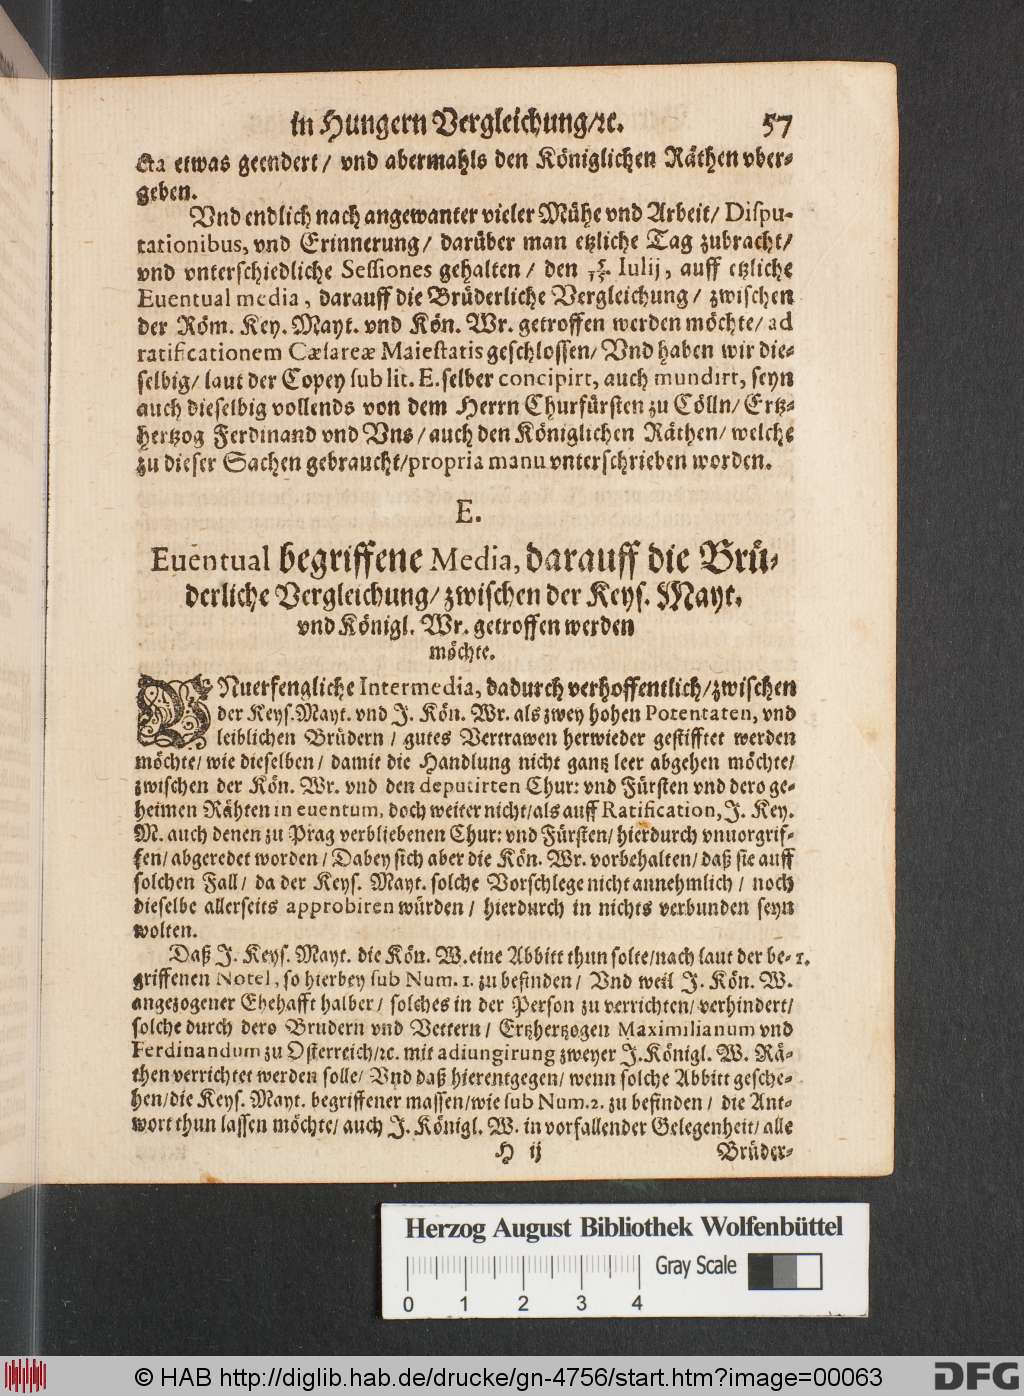 in Hungern Vergleichung/ꝛc. 57
cta etwas geendert/ vnd abermahls den Königlichen Räthen vber-
geben.
Vnd endlich nach angewanter vieler Mühe vnd Arbeit/ Dispu-
tationibus, vnd Erinnerung/ darüber man etzliche Tag zubracht/
vnd vnterschiedliche Sessiones gehalten/ den Iulij, auff etzliche
Euentual media, darauff die Brüderliche Vergleichung/ zwischen
der Röm. Key. Mayt. vnd Kön. Wr. getroffen werden möchte/ ad
ratificationem Cæsareæ Maiestatis geschlossen/ Vnd haben wir die-
selbig/ laut der Copey sub lit. E. selber concipirt, auch mundirt, seyn
auch dieselbig vollends von dem Herrn Churfürsten zu Cölln/ Ertz-
hertzog Ferdinand vnd Vns/ auch den Königlichen Räthen/ welche
zu dieser Sachen gebraucht/ propria manu vnterschrieben worden.
E.
Euentual begriffene Media, darauff die Brü-
derliche Vergleichung/ zwischen der Keys. Mayt.
vnd Königl. Wr. getroffen werden
möchte.
VNuerfengliche Intermedia, dadurch verhoffentlich/ zwischen
der Keys. Mayt. vnd J. Kön. Wr. als zwey hohen Potentaten, vnd
leiblichen Brüdern/ gutes Vertrawen herwieder gestifftet werden
möchte/ wie dieselben/ damit die Handlung nicht gantz leer abgehen möchte/
zwischen der Kön. Wr. vnd den deputirten Chur: vnd Fürsten vnd dero ge-
heimen Rähten in euentum, doch weiter nicht/ als auff Ratification, J. Key.
M. auch denen zu Prag verbliebenen Chur: vnd Fürsten/ hierdurch vnuorgrif-
fen/ abgeredet worden/ Dabey sich aber die Kön. Wr. vorbehalten/ daß sie auff
solchen Fall/ da der Keys. Mayt. solche Vorschlege nicht annehmlich/ noch
dieselbe allerseits approbiren würden/ hierdurch in nichts verbunden seyn
wolten.
Daß J. Keys. Mayt. die Kön. W. eine Abbitt thun solte/ nach laut der be- 1.
griffenen Notel, so hierbey sub Num. 1. zu befinden/ Vnd weil J. Kön. W.
angezogener Ehehafft halber/ solches in der Person zu verrichten/ verhindert/
solche durch dero Brudern vnd Vettern/ Ertzhertzogen Maximilianum vnd
Ferdinandum zu Osterreich/ꝛc. mit adiungirung zweyer J. Königl. W. Rä-
then verrichtet werden solle/ Vnd daß hierentgegen/ wenn solche Abbitt gesche-
hen/ die Keys. Mayt. begriffener massen/ wie sub Num. 2. zu befinden/ die Ant-
wort thun lassen möchte/ auch J. Königl. W. in vorfallender Gelegenheit/ alle
H ij Brüder-
Herzog August Bibliothek Wolfenbüttel
Gray Scale
0 1 2 3 4
© HAB http://diglib.hab.de/drucke/gn-4756/start.htm?image=00063
DFG